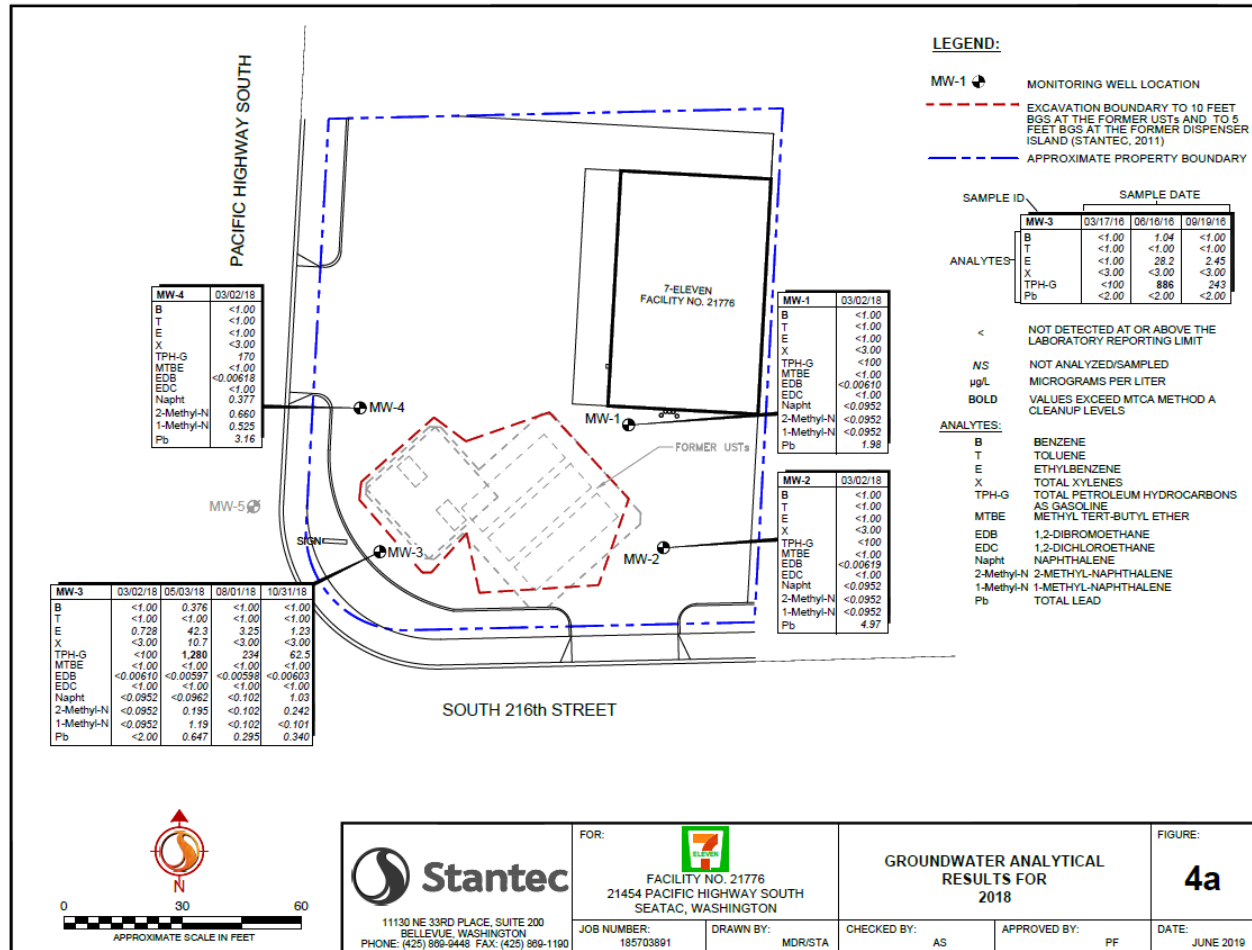 PACIFIC HIGHWAY SOUTH
LEGEND:
MW-1 MONITORING WELL LOCATION
EXCAVATION BOUNDARY TO 10 FEET
BGS AT THE FORMER USTs AND TO 5
FEET BGS AT THE FORMER DISPENSER
ISLAND (STANTEC, 2011)
APPROXIMATE PROPERTY BOUNDARY
SAMPLE ID SAMPLE DATE
MW-3 03/17/16 06/16/16 09/19/16
ANALYTES
B <1.00 1.04 <1.00
T <1.00 <1.00 <1.00
E <1.00 28.2 2.45
X <3.00 <3.00 <3.00
TPH-G <100 886 243
Pb <2.00 <2.00 <2.00
< NOT DETECTED AT OR ABOVE THE
LABORATORY REPORTING LIMIT
NS NOT ANALYZED/SAMPLED
µg/L MICROGRAMS PER LITER
BOLD VALUES EXCEED MTCA METHOD A
CLEANUP LEVELS
ANALYTES:
B BENZENE
T TOLUENE
E ETHYLBENZENE
X TOTAL XYLENES
TPH-G TOTAL PETROLEUM HYDROCARBONS
AS GASOLINE
MTBE METHYL TERT-BUTYL ETHER
EDB 1,2-DIBROMOETHANE
EDC 1,2-DICHLOROETHANE
Napht NAPHTHALENE
2-Methyl-N 2-METHYL-NAPHTHALENE
1-Methyl-N 1-METHYL-NAPHTHALENE
Pb TOTAL LEAD
7-ELEVEN
FACILITY NO. 21776
MW-4 03/02/18
B <1.00
T <1.00
E <1.00
X <3.00
TPH-G 170
MTBE <1.00
EDB <0.00618
EDC <1.00
Napht 0.377
2-Methyl-N 0.660
1-Methyl-N 0.525
Pb 3.16
MW-4
MW-1 03/02/18
B <1.00
T <1.00
E <1.00
X <3.00
TPH-G <100
MTBE <1.00
EDB <0.00610
EDC <1.00
Napht <0.0952
2-Methyl-N <0.0952
1-Methyl-N <0.0952
Pb 1.98
MW-1
FORMER USTs
MW-2 03/02/18
B <1.00
T <1.00
E <1.00
X <3.00
TPH-G <100
MTBE <1.00
EDB <0.00619
EDC <1.00
Napht <0.0952
2-Methyl-N <0.0952
1-Methyl-N <0.0952
Pb 4.97
MW-5
SIGN
MW-3
MW-2
MW-3 03/02/18 05/03/18 08/01/18 10/31/18
B <1.00 0.376 <1.00 <1.00
T <1.00 <1.00 <1.00 <1.00
E 0.728 42.3 3.25 1.23
X <3.00 10.7 <3.00 <3.00
TPH-G <100 1,280 234 62.5
MTBE <1.00 <1.00 <1.00 <1.00
EDB <0.00610 <0.00597 <0.00598 <0.00603
EDC <1.00 <1.00 <1.00 <1.00
Napht <0.0952 <0.0962 <0.102 1.03
2-Methyl-N <0.0952 0.195 <0.102 0.242
1-Methyl-N <0.0952 1.19 <0.102 <0.101
Pb <2.00 0.647 0.295 0.340
SOUTH 216th STREET
N
0 30 60
APPROXIMATE SCALE IN FEET
Stantec
11130 NE 33RD PLACE, SUITE 200
BELLEVUE, WASHINGTON
PHONE: (425) 869-9448 FAX: (425) 869-1190
FOR:
7 ELEVEN
FACILITY NO. 21776
21454 PACIFIC HIGHWAY SOUTH
SEATAC, WASHINGTON
GROUNDWATER ANALYTICAL
RESULTS FOR
2018
FIGURE:
4a
JOB NUMBER: 185703891
DRAWN BY: MDR/STA
CHECKED BY: AS
APPROVED BY: PF
DATE: JUNE 2019